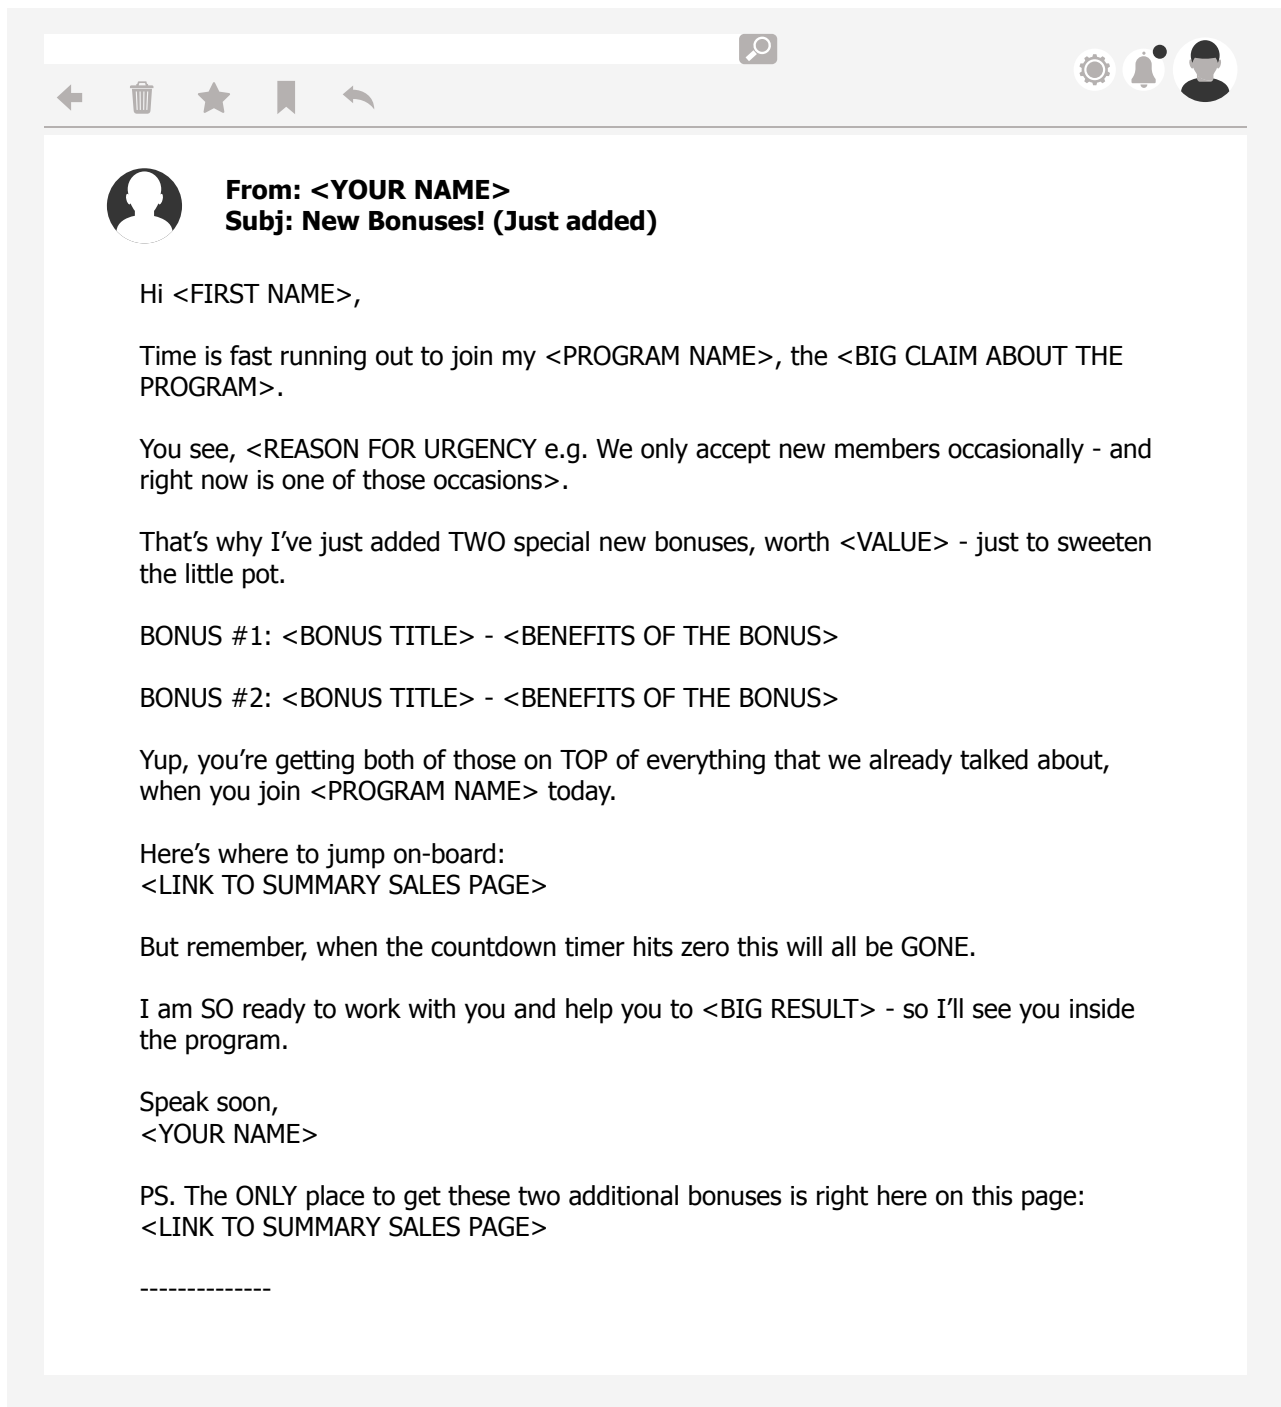 From: <YOUR NAME>
Subj: New Bonuses! (Just added)
Hi <FIRST NAME>,
Time is fast running out to join my <PROGRAM NAME>, the <BIG CLAIM ABOUT THE
PROGRAM>.
You see, <REASON FOR URGENCY e.g. We only accept new members occasionally - and
right now is one of those occasions>.
That’s why I’ve just added TWO special new bonuses, worth <VALUE> - just to sweeten
the little pot.
BONUS #1: <BONUS TITLE> - <BENEFITS OF THE BONUS>
BONUS #2: <BONUS TITLE> - <BENEFITS OF THE BONUS>
Yup, you’re getting both of those on TOP of everything that we already talked about,
when you join <PROGRAM NAME> today.
Here’s where to jump on-board:
<LINK TO SUMMARY SALES PAGE>
But remember, when the countdown timer hits zero this will all be GONE.
I am SO ready to work with you and help you to <BIG RESULT> - so I’ll see you inside
the program.
Speak soon,
<YOUR NAME>
PS. The ONLY place to get these two additional bonuses is right here on this page:
<LINK TO SUMMARY SALES PAGE>
--------------